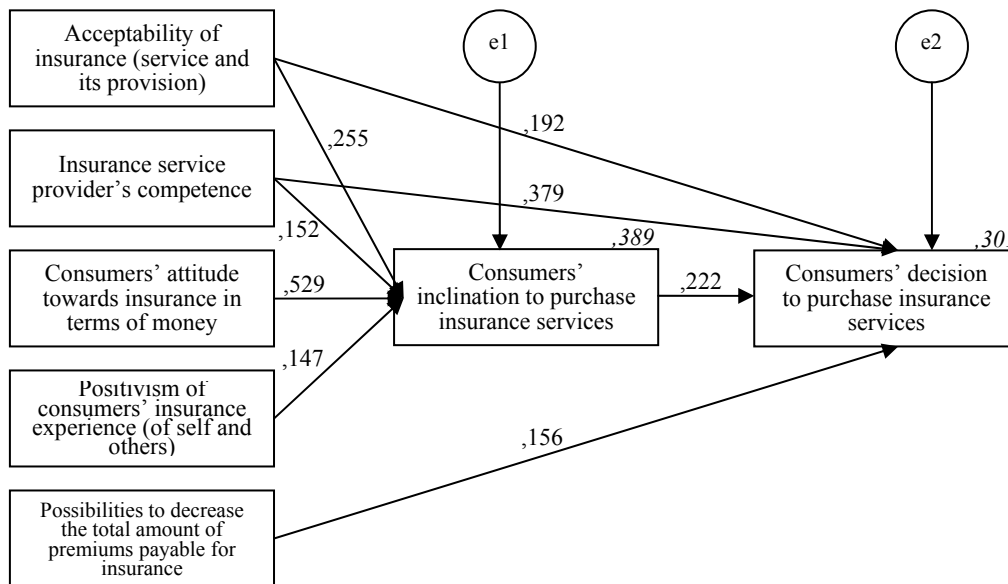 Acceptability of
insurance (service and
its provision)
e1
e2
,192
,255
Insurance service
provider’s competence
,379
,152
,389
,301
Consumers’ attitude
towards insurance in
terms of money
,529
Consumers’
inclination to purchase
insurance services
,222
Consumers’ decision
to purchase insurance
services
,147
Positivism of
consumers’ insurance
experience (of self and
others)
,156
Possibilities to decrease
the total amount of
premiums payable for
insurance